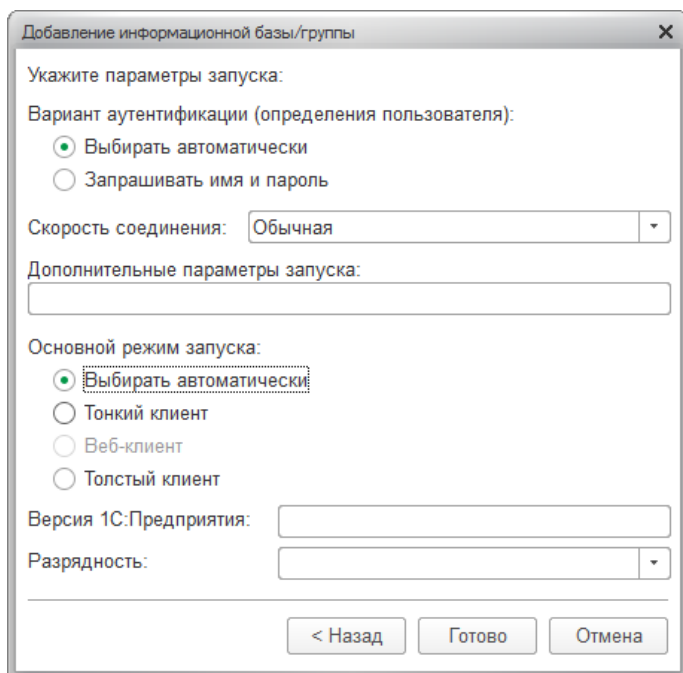 Добавление информационной базы/группы
Укажите параметры запуска:
Вариант аутентификации (определения пользователя):
Выбирать автоматически
Запрашивать имя и пароль
Скорость соединения: Обычная
Дополнительные параметры запуска:
Основной режим запуска:
Выбирать автоматически
Тонкий клиент
Веб-клиент
Толстый клиент
Версия 1С:Предприятия:
Разрядность:
< Назад Готово Отмена